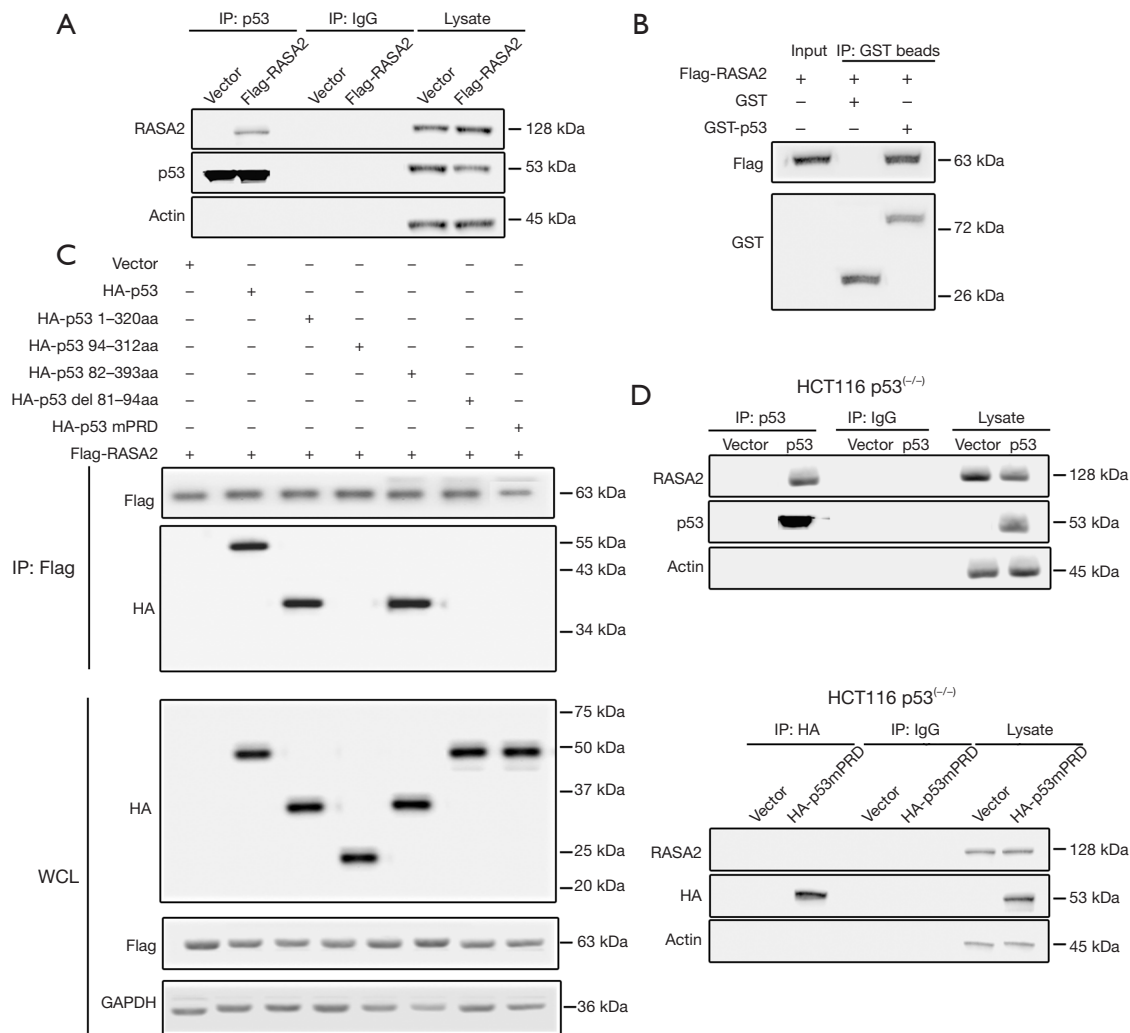 A
IP: p53 IP: IgG Lysate
Vector Flag-RASA2 Vector Flag-RASA2 Vector Flag-RASA2
RASA2 128 kDa
p53 53 kDa
Actin 45 kDa
B
Input IP: GST beads
Flag-RASA2 + + +
GST – + –
GST-p53 – – +
Flag 63 kDa
GST 72 kDa
26 kDa
C
Vector + – – – – – –
HA-p53 – + – – – – –
HA-p53 1–320aa – – + – – – –
HA-p53 94–312aa – – – + – – –
HA-p53 82–393aa – – – – + – –
HA-p53 del 81–94aa – – – – – + –
HA-p53 mPRD – – – – – – +
Flag-RASA2 + + + + + + +
IP: Flag
Flag 63 kDa
HA 55 kDa
43 kDa
34 kDa
WCL
HA 75 kDa
50 kDa
37 kDa
25 kDa
20 kDa
Flag 63 kDa
GAPDH 36 kDa
D
HCT116 p53(–/–)
IP: p53 IP: IgG Lysate
Vector p53 Vector p53 Vector p53
RASA2 128 kDa
p53 53 kDa
Actin 45 kDa
HCT116 p53(–/–)
IP: HA IP: IgG Lysate
Vector HA-p53mPRD Vector HA-p53mPRD Vector HA-p53mPRD
RASA2 128 kDa
HA 53 kDa
Actin 45 kDa